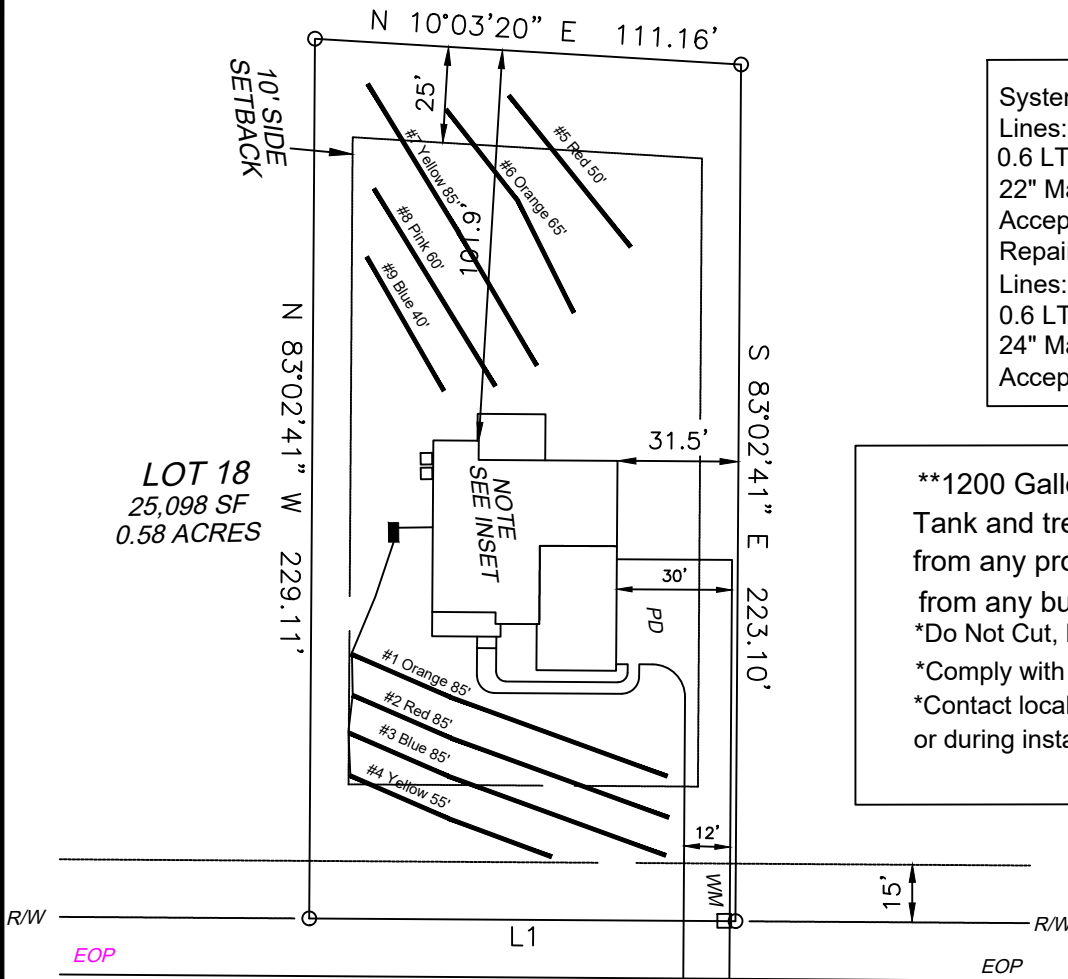 N 10°03'20” E 111.16’
10' SIDE
SETBACK
25’
#7 Yellow 85'
#6 Orange 65'
#5 Red 50'
#8 Pink 60'
#9 Blue 40'
101.9’
N 83°02'41” W 229.11’
S 83°02'41” E 223.10’
LOT 18
25,098 SF
0.58 ACRES
31.5’
NOTE
SEE INSET
30’
PD
#1 Orange 85'
#2 Red 85'
#3 Blue 85'
#4 Yellow 55'
12’
WM
15’
R/W
R/W
L1
EOP
EOP
System
Lines:
0.6 LT
22" Ma
Accep
Repair
Lines:
0.6 LT
24" Ma
Accep
**1200 Gall
Tank and tre
from any pro
from any bu
*Do Not Cut,
*Comply with
*Contact local
or during insta